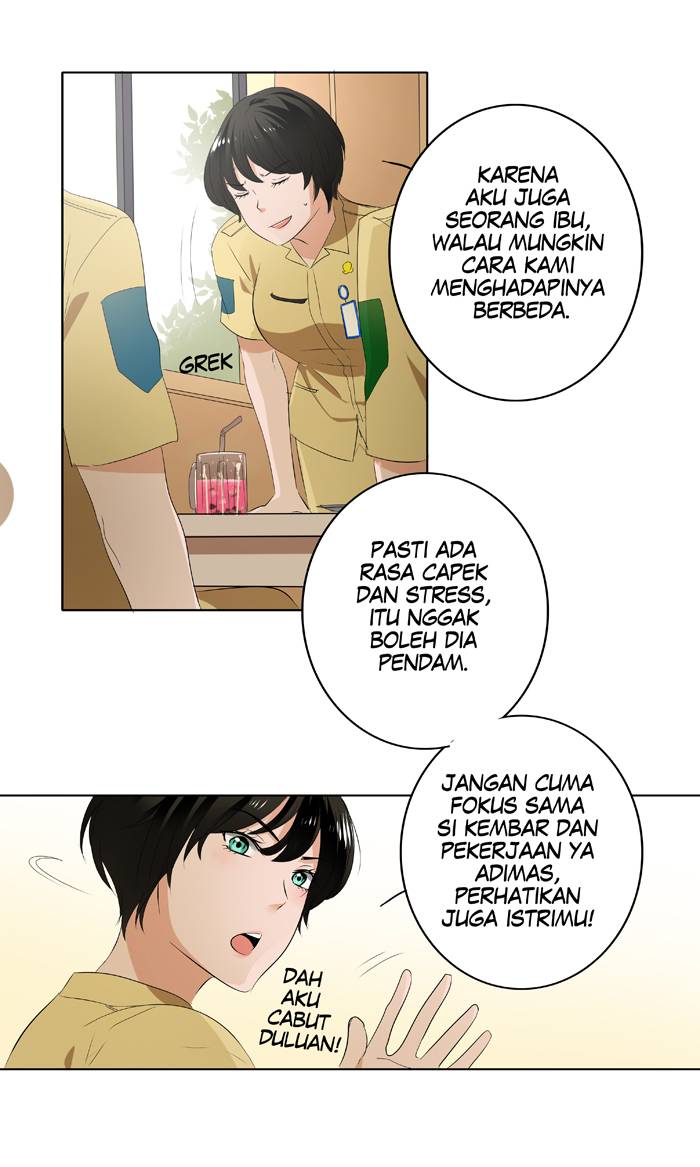 KARENA
AKU JUGA
SEORANG IBU,
WALAU MUNGKIN
CARA KAMI
MENGHADAPINYA
BERBEDA.
GREK
PASTI ADA
RASA CAPEK
DAN STRESS,
ITU NGGAK
BOLEH DIA
PENDAM.
JANGAN CUMA
FOKUS SAMA
SI KEMBAR DAN
PEKERJAAN YA
ADIMAS,
PERHATIKAN
JUGA ISTRIMU!
DAH
AKU
CABUT
DULUAN!